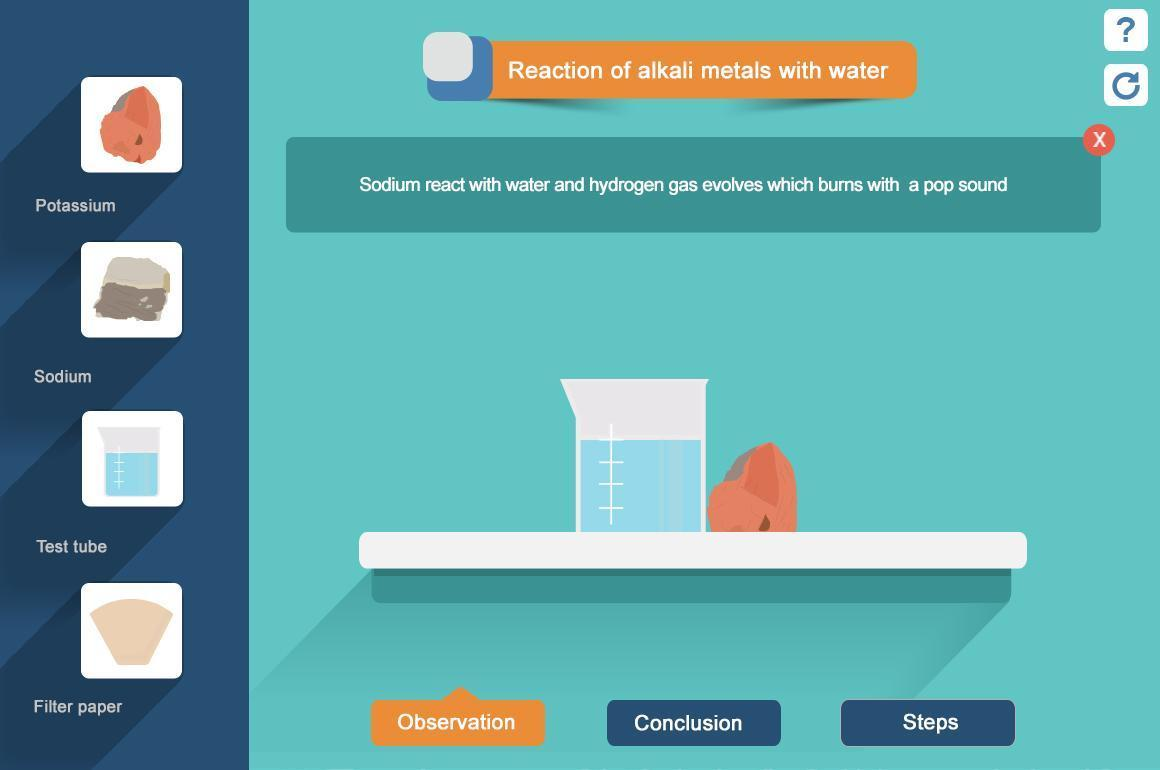 Reaction of alkali metals with water
?
X
Sodium react with water and hydrogen gas evolves which burns with  a pop sound
Potassium
Sodium
Test tube
Filter paper
Observation
Conclusion
Steps